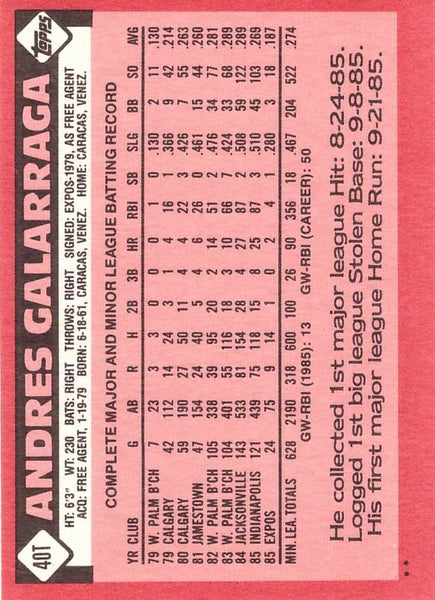 40T ANDRES GALARRAGA topps
HT: 6'3" WT: 230 BATS: RIGHT THROWS: RIGHT SIGNED: EXPOS-1979, AS FREE AGENT
ACQ: FREE AGENT, 1-19-79 BORN: 6-18-61, CARACAS, VENEZ. HOME: CARACAS, VENEZ.
COMPLETE MAJOR AND MINOR LEAGUE BATTING RECORD
YR CLUB G AB R H 2B 3B HR RBI SB SLG BB SO AVG
79 W. PALM B'CH 7 23 3 3 0 0 0 1 0 .130 2 11 .130
79 CALGARY 42 112 14 24 3 1 4 16 1 .366 9 42 .214
80 CALGARY 59 190 27 50 11 4 4 22 3 .426 7 55 .263
81 JAMESTOWN 47 154 24 40 5 4 6 26 0 .461 15 44 .260
82 W. PALM B'CH 105 338 39 95 20 2 14 51 2 .476 34 77 .281
83 W. PALM B'CH 104 401 55 116 18 3 10 66 7 .424 33 68 .289
84 JACKSONVILLE 143 533 81 154 28 4 27 87 2 .508 59 122 .289
85 INDIANAPOLIS 121 439 75 118 15 8 25 87 3 .510 45 103 .269
85 EXPOS 24 75 9 14 1 0 2 4 1 .280 3 18 .187
MIN. LEA. TOTALS 628 2190 318 600 100 26 90 356 18 .467 204 522 .274
GW-RBI (1985): 13 GW-RBI (CAREER): 50
He collected 1st major league Hit: 8-24-85.
Logged 1st big league Stolen Base: 9-8-85.
His first major league Home Run: 9-21-85.
**